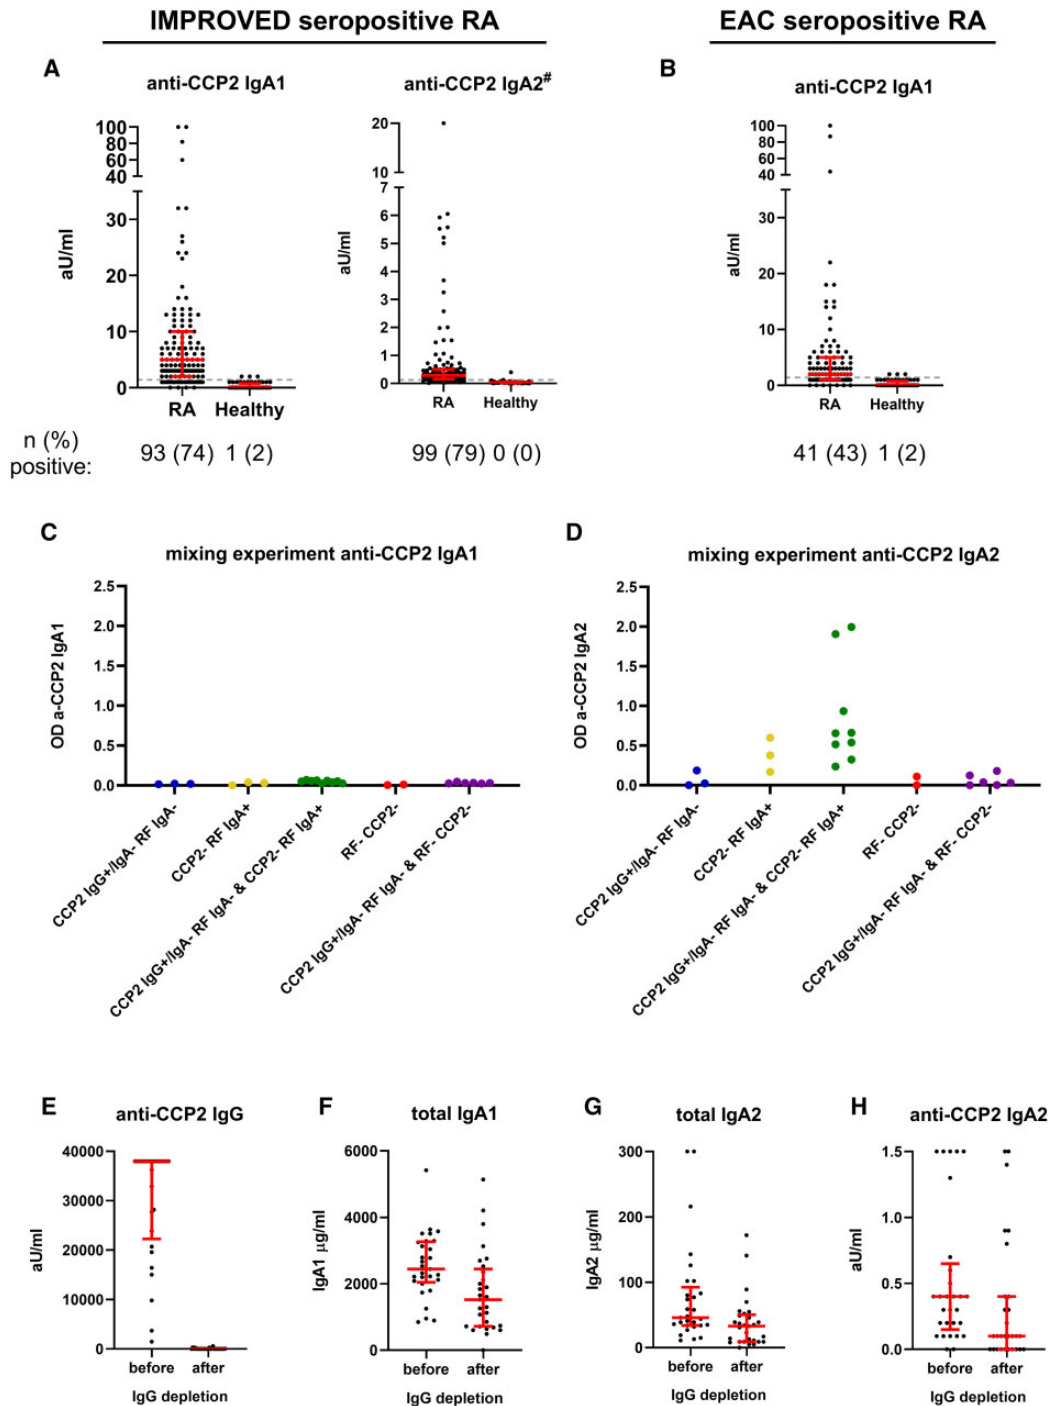 IMPROVED seropositive RA
EAC seropositive RA
A
anti-CCP2 IgA1
aU/ml
100
80
60
40
30
20
10
0
RA
Healthy
anti-CCP2 IgA2#
aU/ml
20
10
7
6
5
4
3
2
1
0
RA
Healthy
B
anti-CCP2 IgA1
aU/ml
100
80
60
40
30
20
10
0
RA
Healthy
n (%)
positive:
93 (74) 1 (2)
99 (79) 0 (0)
41 (43) 1 (2)
C
mixing experiment anti-CCP2 IgA1
OD a-CCP2 IgA1
2.5
2.0
1.5
1.0
0.5
0.0
CCP2 IgG+/IgA- RF IgA-
CCP2- RF IgA+
CCP2 IgG+/IgA- RF IgA- & CCP2- RF IgA+
RF- CCP2-
CCP2 IgG+/IgA- RF IgA- & RF- CCP2-
D
mixing experiment anti-CCP2 IgA2
OD a-CCP2 IgA2
2.5
2.0
1.5
1.0
0.5
0.0
CCP2 IgG+/IgA- RF IgA-
CCP2- RF IgA+
CCP2 IgG+/IgA- RF IgA- & CCP2- RF IgA+
RF- CCP2-
CCP2 IgG+/IgA- RF IgA- & RF- CCP2-
E
anti-CCP2 IgG
aU/ml
40000
30000
20000
10000
0
before
after
IgG depletion
F
total IgA1
IgA1 µg/ml
6000
4000
2000
0
before
after
IgG depletion
G
total IgA2
IgA2 µg/ml
300
200
100
0
before
after
IgG depletion
H
anti-CCP2 IgA2
aU/ml
1.5
1.0
0.5
0.0
before
after
IgG depletion